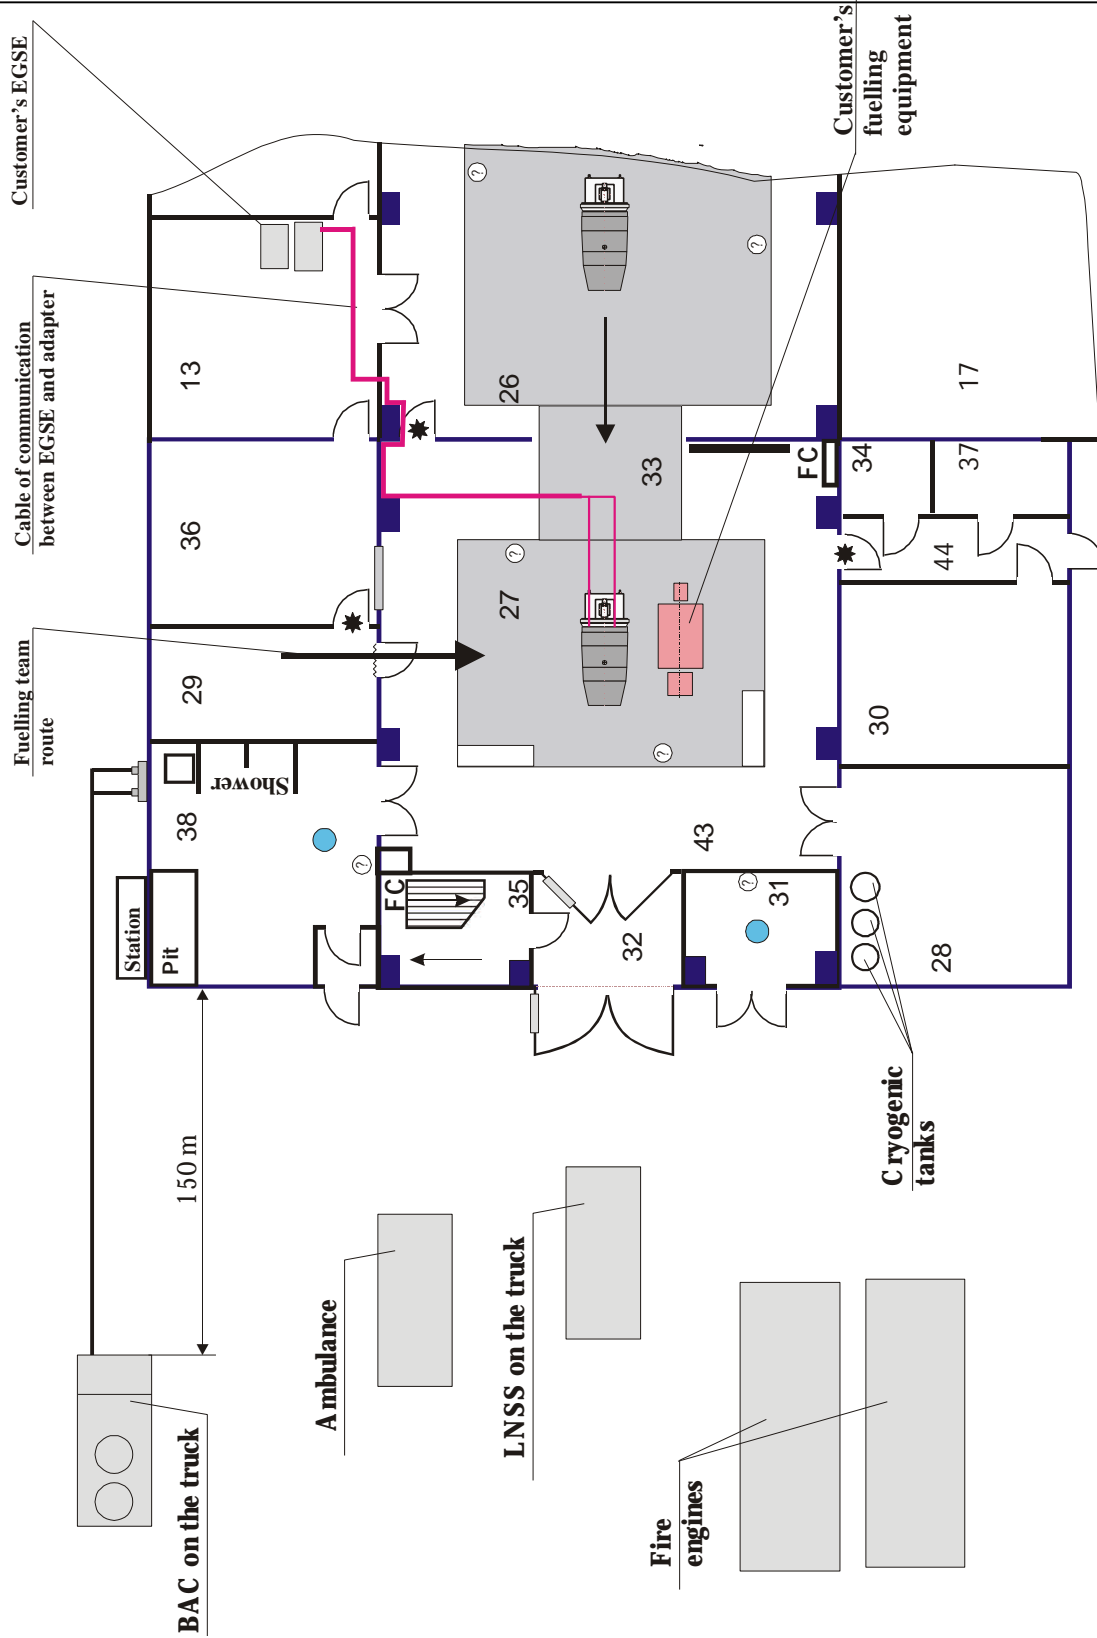 Customer's EGSE
Cable of communication
between EGSE and adapter
Fuelling team
route
Customer's
fuelling
equipment
13
26
17
36
33
FC
34
37
27
44
29
30
Shower
38
43
Station
Pit
FC
35
32
31
28
150 m
Cryogenic
tanks
Ambulance
LNSS on the truck
BAC on the truck
Fire
engines
?
?
?
?
?
?